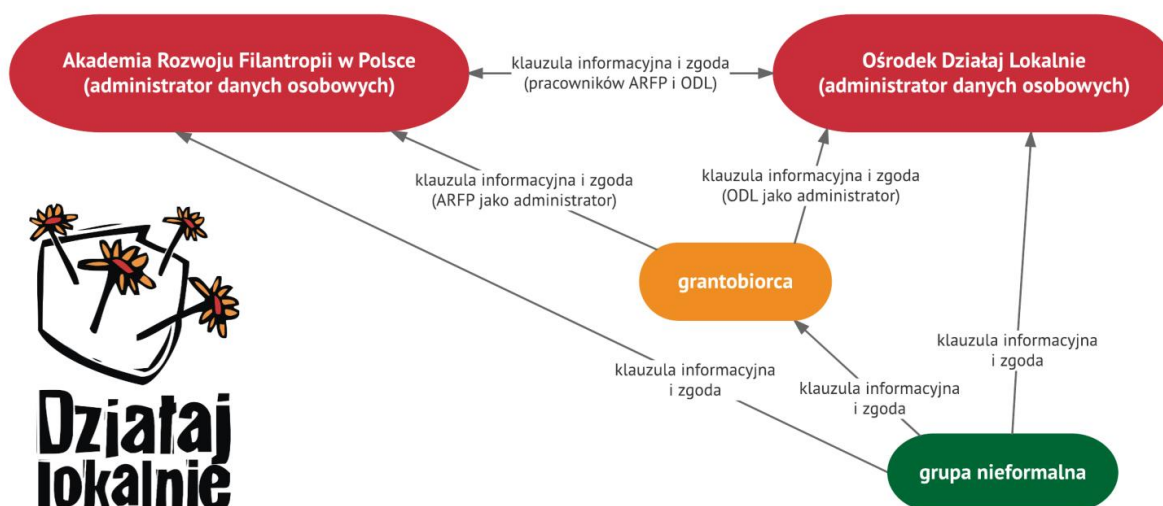 Akademia Rozwoju Filantropii w Polsce
(administrator danych osobowych)
klauzula informacyjna i zgoda
(pracowników ARFP i ODL)
Ośrodek Działaj Lokalnie
(administrator danych osobowych)
klauzula informacyjna i zgoda
(ARFP jako administrator)
klauzula informacyjna i zgoda
(ODL jako administrator)
grantobiorca
klauzula informacyjna
i zgoda
klauzula informacyjna
i zgoda
klauzula informacyjna
i zgoda
grupa nieformalna
Działaj
lokalnie